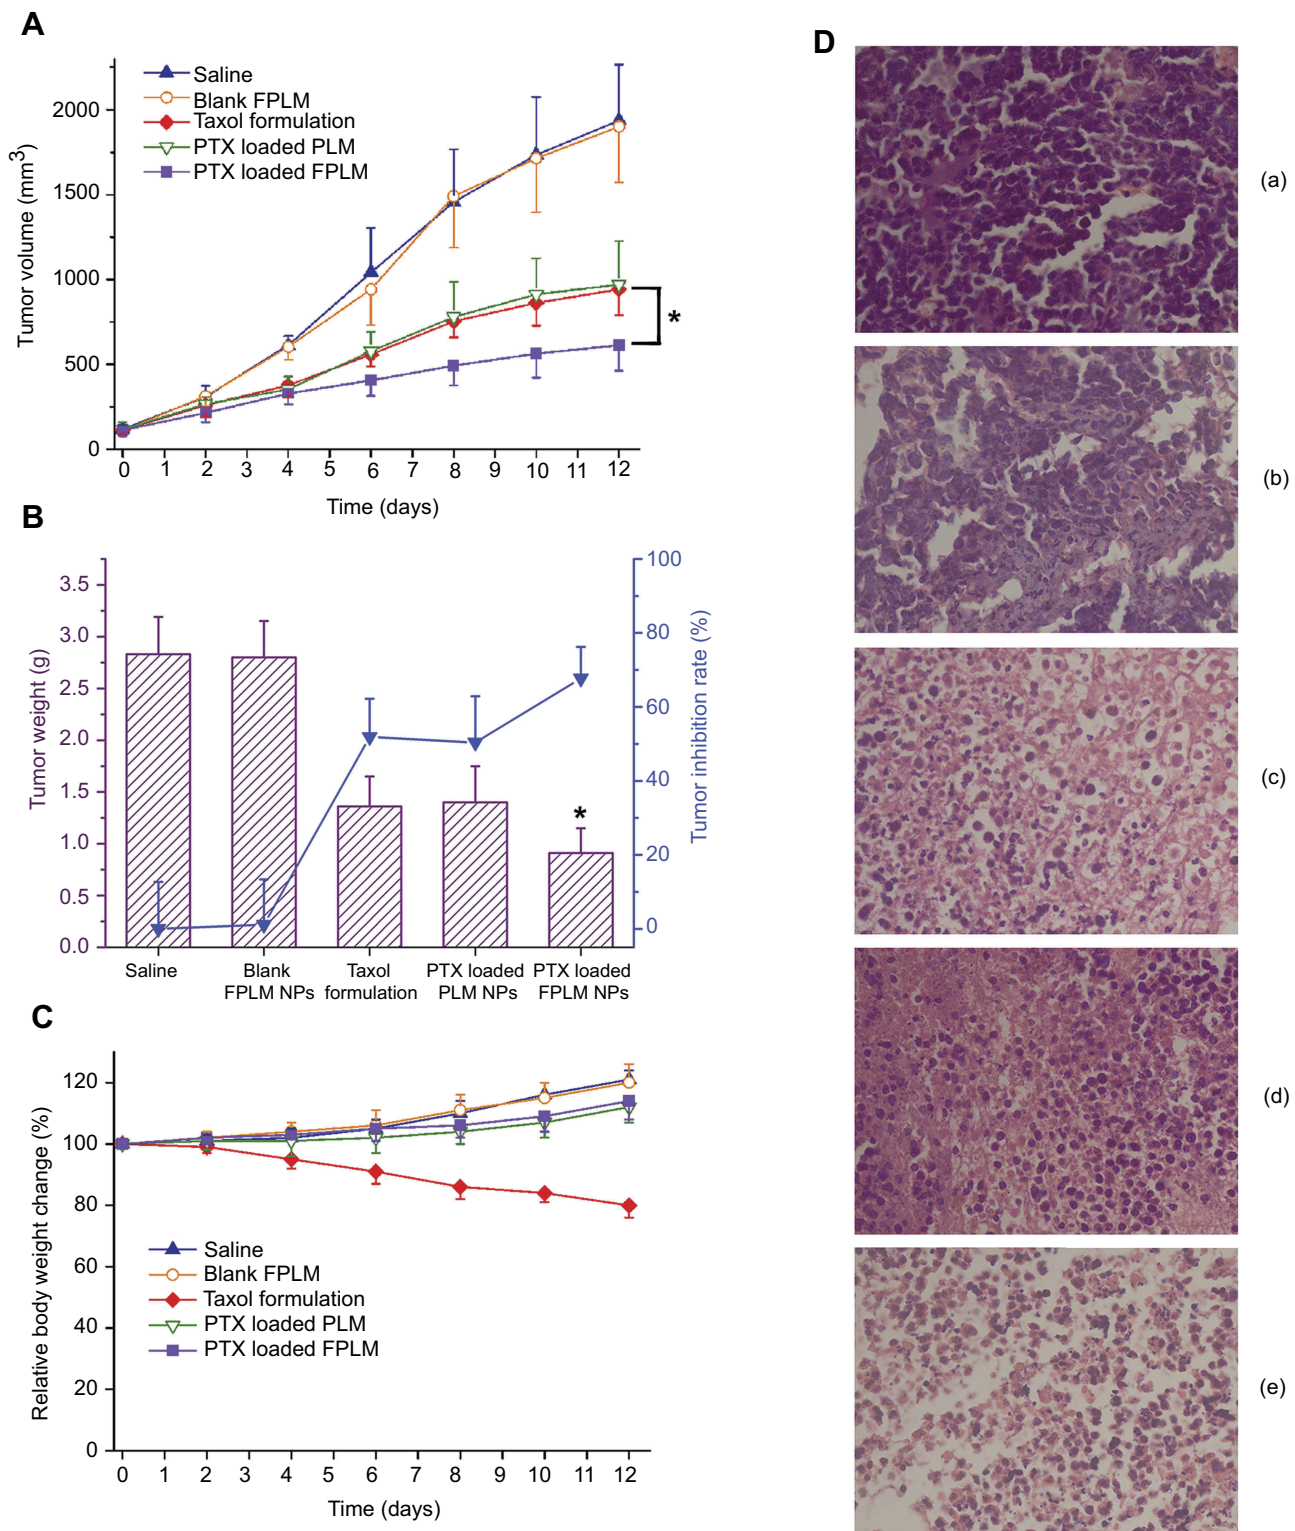 A
Saline
Blank FPLM
Taxol formulation
PTX loaded PLM
PTX loaded FPLM
Tumor volume (mm³)
2000
1500
1000
500
0
*
0 1 2 3 4 5 6 7 8 9 10 11 12
Time (days)
B
Tumor weight (g)
3.5
3.0
2.5
2.0
1.5
1.0
0.5
0.0
*
100
80
60
40
20
0
Tumor inhibition rate (%)
Saline Blank Taxol PTX loaded PTX loaded
FPLM NPs formulation PLM NPs FPLM NPs
C
Relative body weight change (%)
120
100
80
60
40
20
0
Saline
Blank FPLM
Taxol formulation
PTX loaded PLM
PTX loaded FPLM
0 1 2 3 4 5 6 7 8 9 10 11 12
Time (days)
D
(a)
(b)
(c)
(d)
(e)